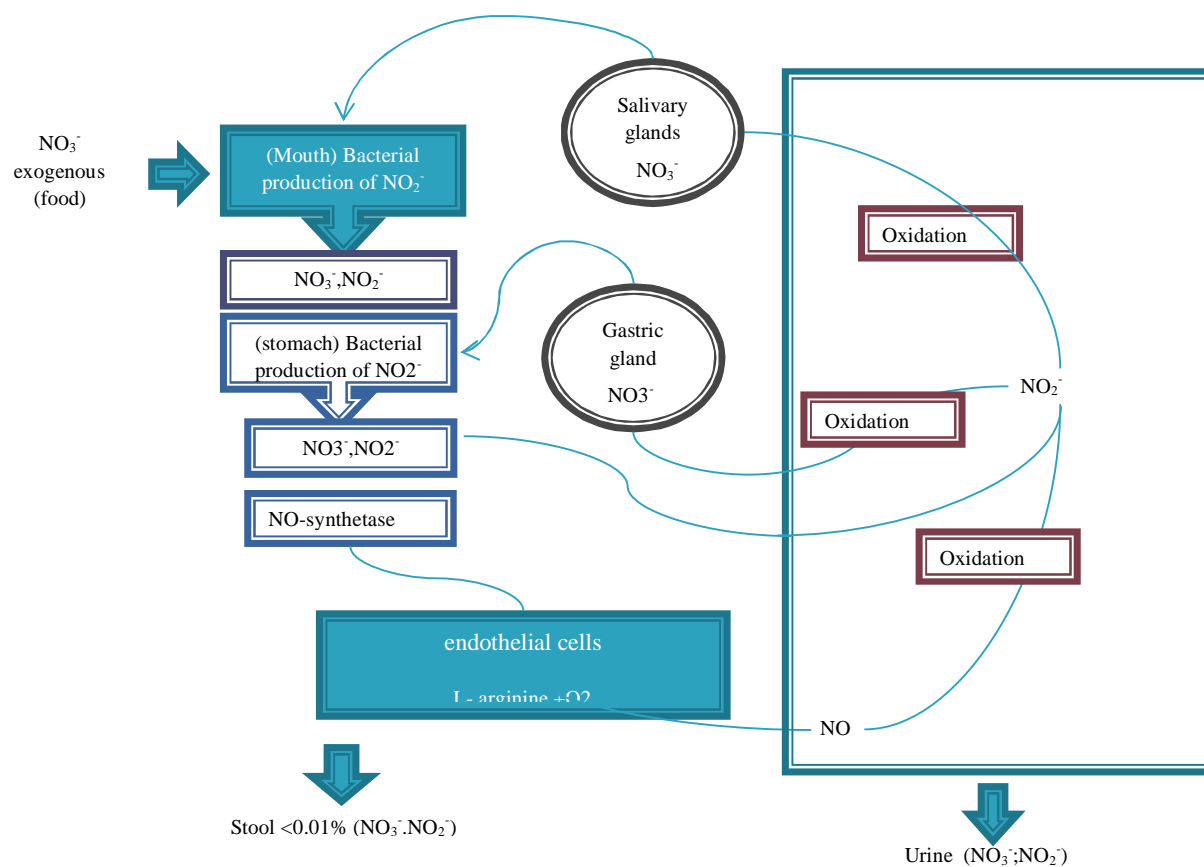 NO₃⁻
exogenous
(food)
(Mouth) Bacterial
production of NO₂⁻
Salivary
glands
NO₃⁻
NO₃⁻,NO₂⁻
(stomach) Bacterial
production of NO2⁻
Gastric
gland
NO3⁻
NO3⁻,NO2⁻
NO-synthetase
endothelial cells
L- arginine +O2
Stool <0.01% (NO₃⁻.NO₂⁻)
Oxidation
NO₂⁻
Oxidation
Oxidation
NO
Urine (NO₃⁻;NO₂⁻)